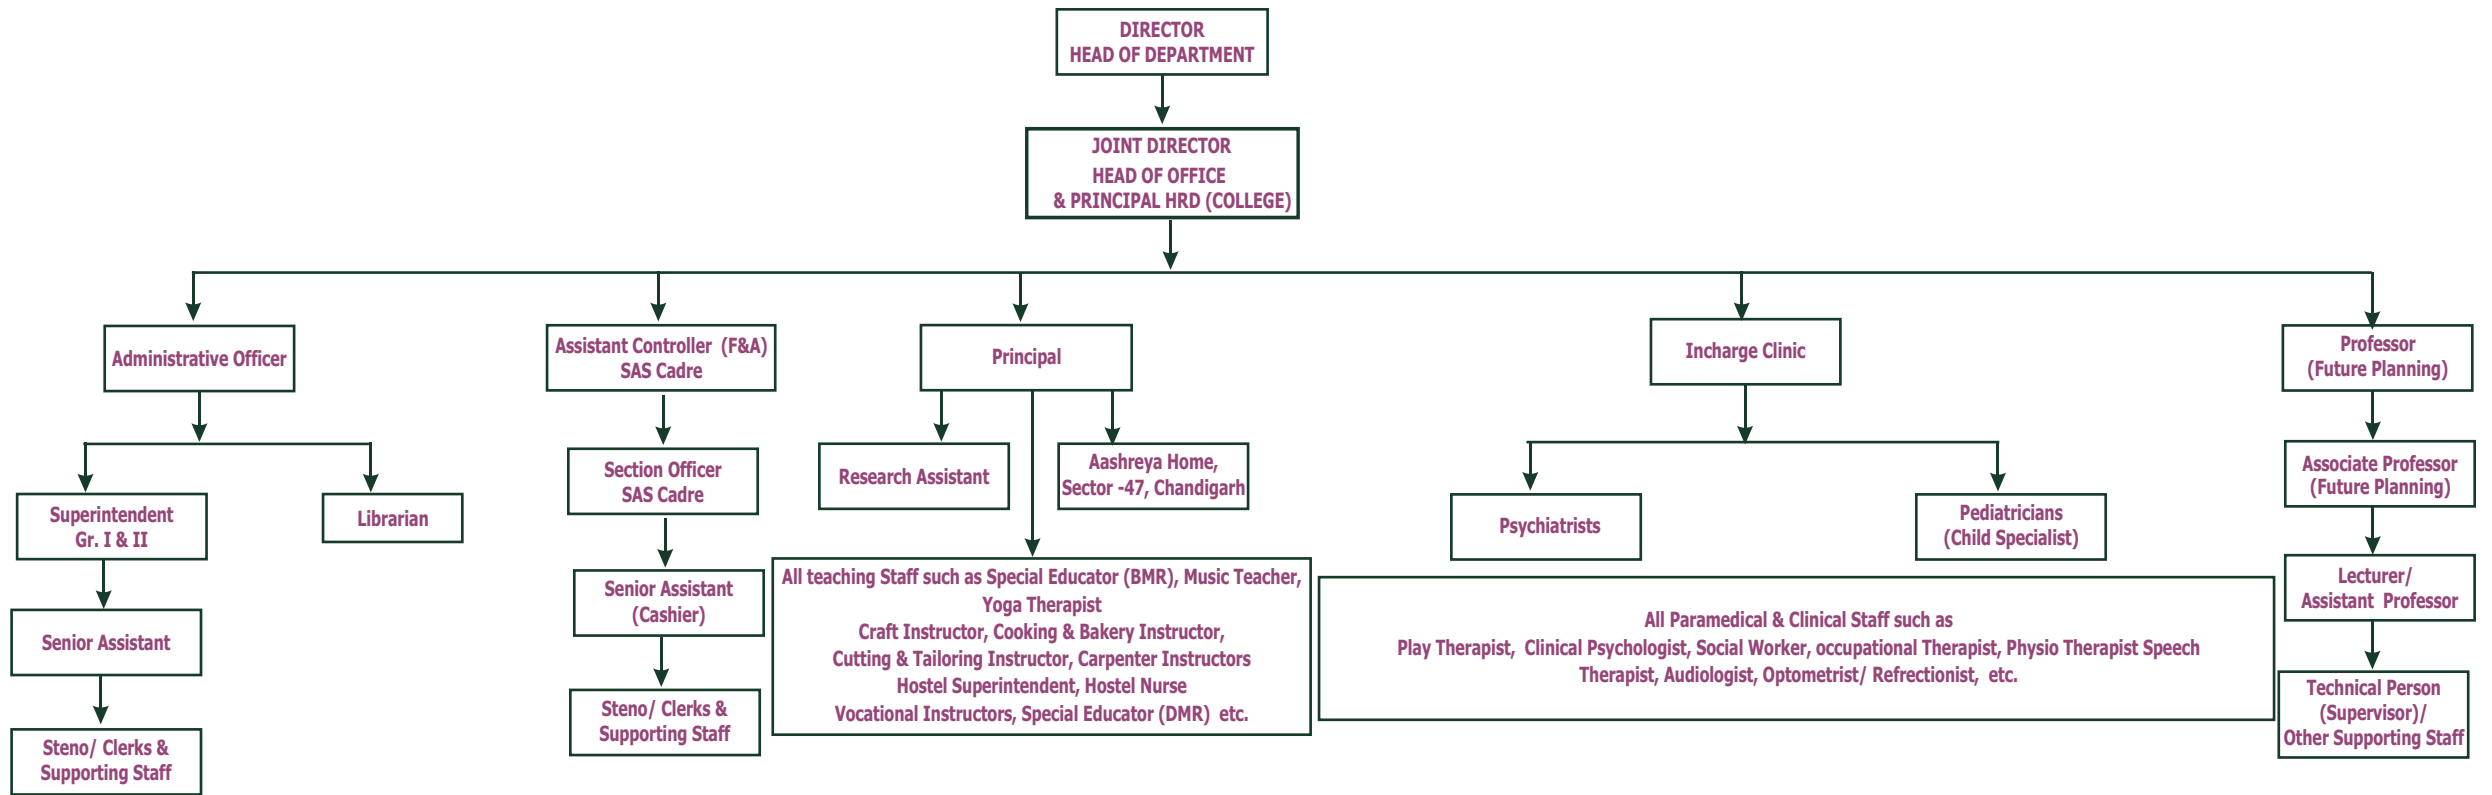 DIRECTOR
HEAD OF DEPARTMENT
JOINT DIRECTOR
HEAD OF OFFICE
& PRINCIPAL HRD (COLLEGE)
Administrative Officer
Assistant Controller (F&A)
SAS Cadre
Principal
Incharge Clinic
Professor
(Future Planning)
Superintendent
Gr. I & II
Librarian
Section Officer
SAS Cadre
Research Assistant
Aashreya Home,
Sector -47, Chandigarh
Psychiatrists
Pediatricians
(Child Specialist)
Associate Professor
(Future Planning)
Senior Assistant
Senior Assistant
(Cashier)
All teaching Staff such as Special Educator (BMR), Music Teacher,
Yoga Therapist
Craft Instructor, Cooking & Bakery Instructor,
Cutting & Tailoring Instructor, Carpenter Instructors
Hostel Superintendent, Hostel Nurse
Vocational Instructors, Special Educator (DMR) etc.
All Paramedical & Clinical Staff such as
Play Therapist, Clinical Psychologist, Social Worker, occupational Therapist, Physio Therapist Speech
Therapist, Audiologist, Optometrist/ Refrectionist, etc.
Lecturer/
Assistant Professor
Steno/ Clerks &
Supporting Staff
Steno/ Clerks &
Supporting Staff
Technical Person
(Supervisor)/
Other Supporting Staff